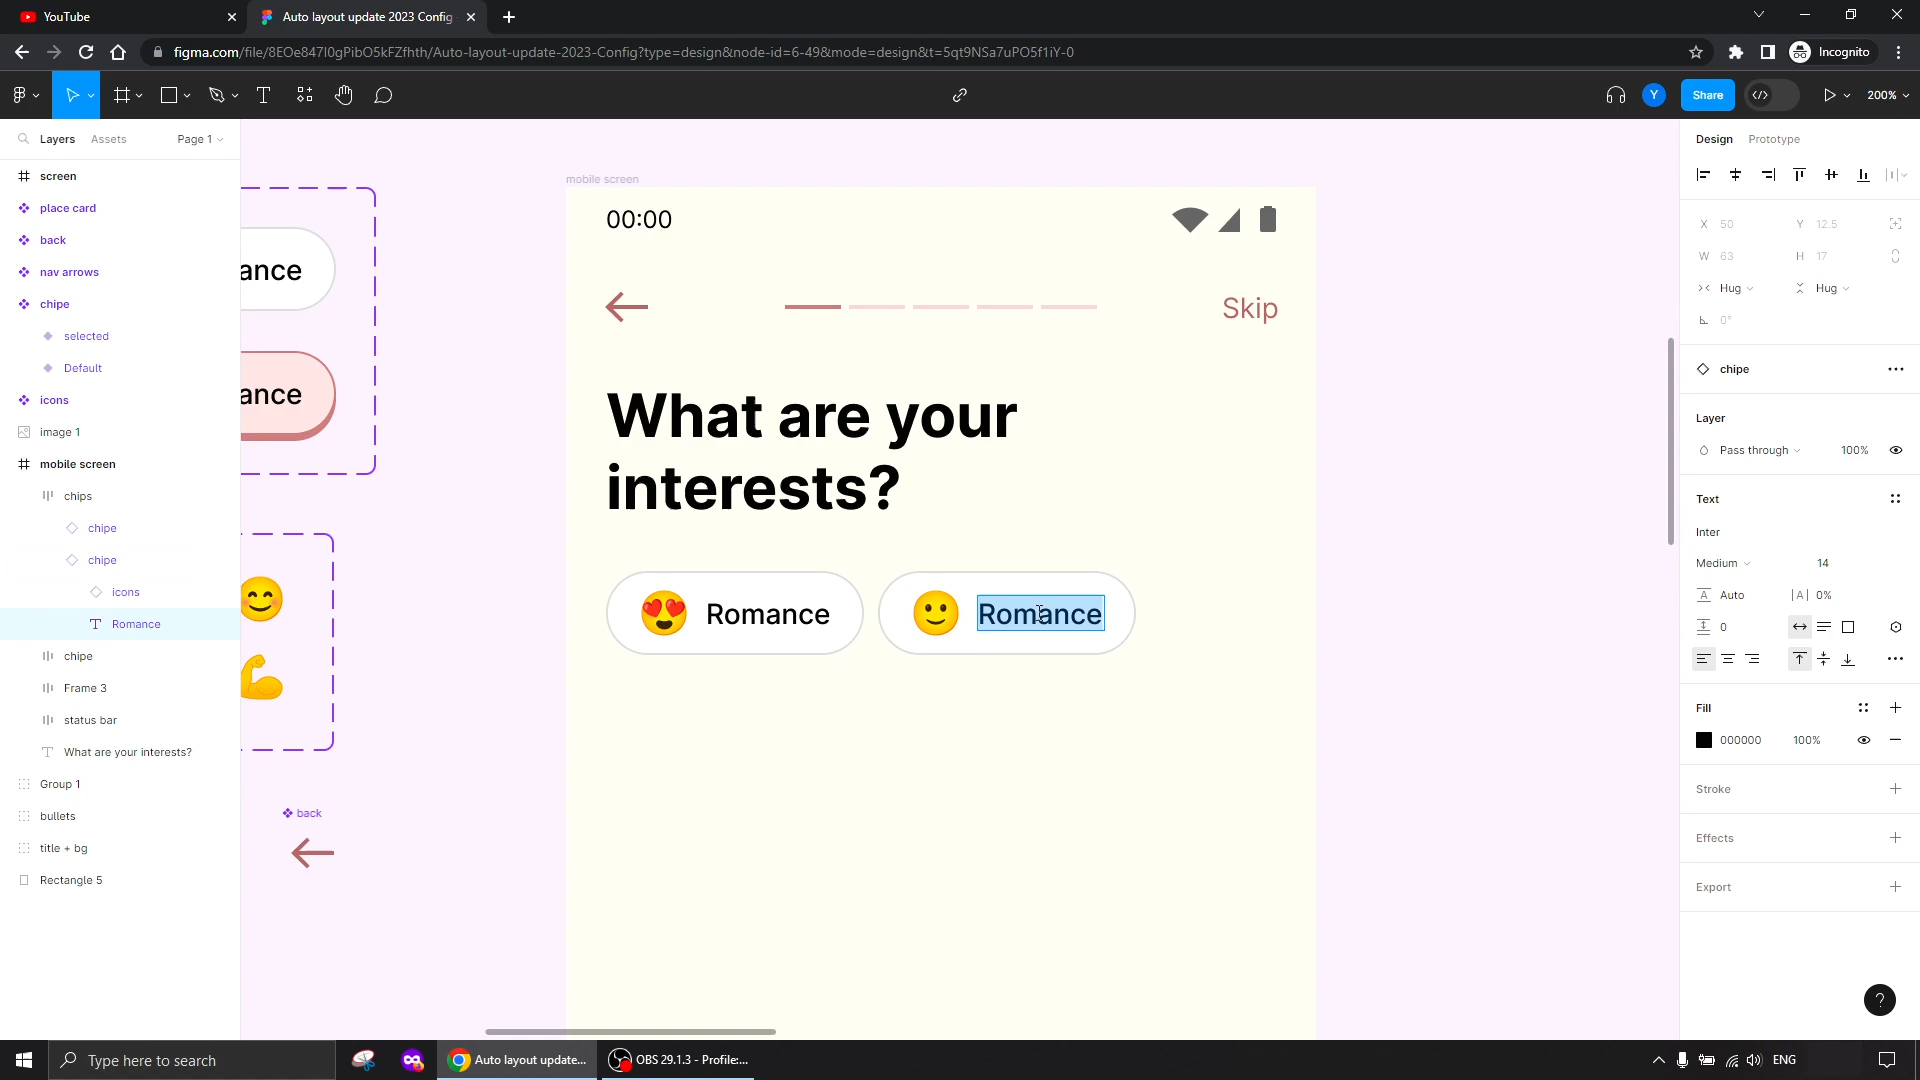 YouTube
Auto layout update 2023 Config
figma.com/file/8EOe847l0gPibO5kFZfhth/Auto-layout-update-2023-Config?type=design&node-id=6-49&mode=design&t=5qt9NSa7uPO5f1iY-0
Incognito
T
Y
Share
200%
Layers
Assets
Page 1
Design
Prototype
screen
place card
back
nav arrows
chipe
selected
Default
icons
image 1
mobile screen
chips
chipe
chipe
icons
Romance
chipe
Frame 3
status bar
What are your interests?
Group 1
bullets
title + bg
Rectangle 5
ance
ance
back
mobile screen
00:00
Skip
What are your
interests?
Romance
Romance
X 50
Y 12.5
W 63
H 17
Hug
Hug
0°
chipe
Layer
Pass through
100%
Text
Inter
Medium
14
Auto
|A| 0%
0
Fill
000000
100%
Stroke
Effects
Export
?
Type here to search
Auto layout update...
OBS 29.1.3 - Profile:...
ENG